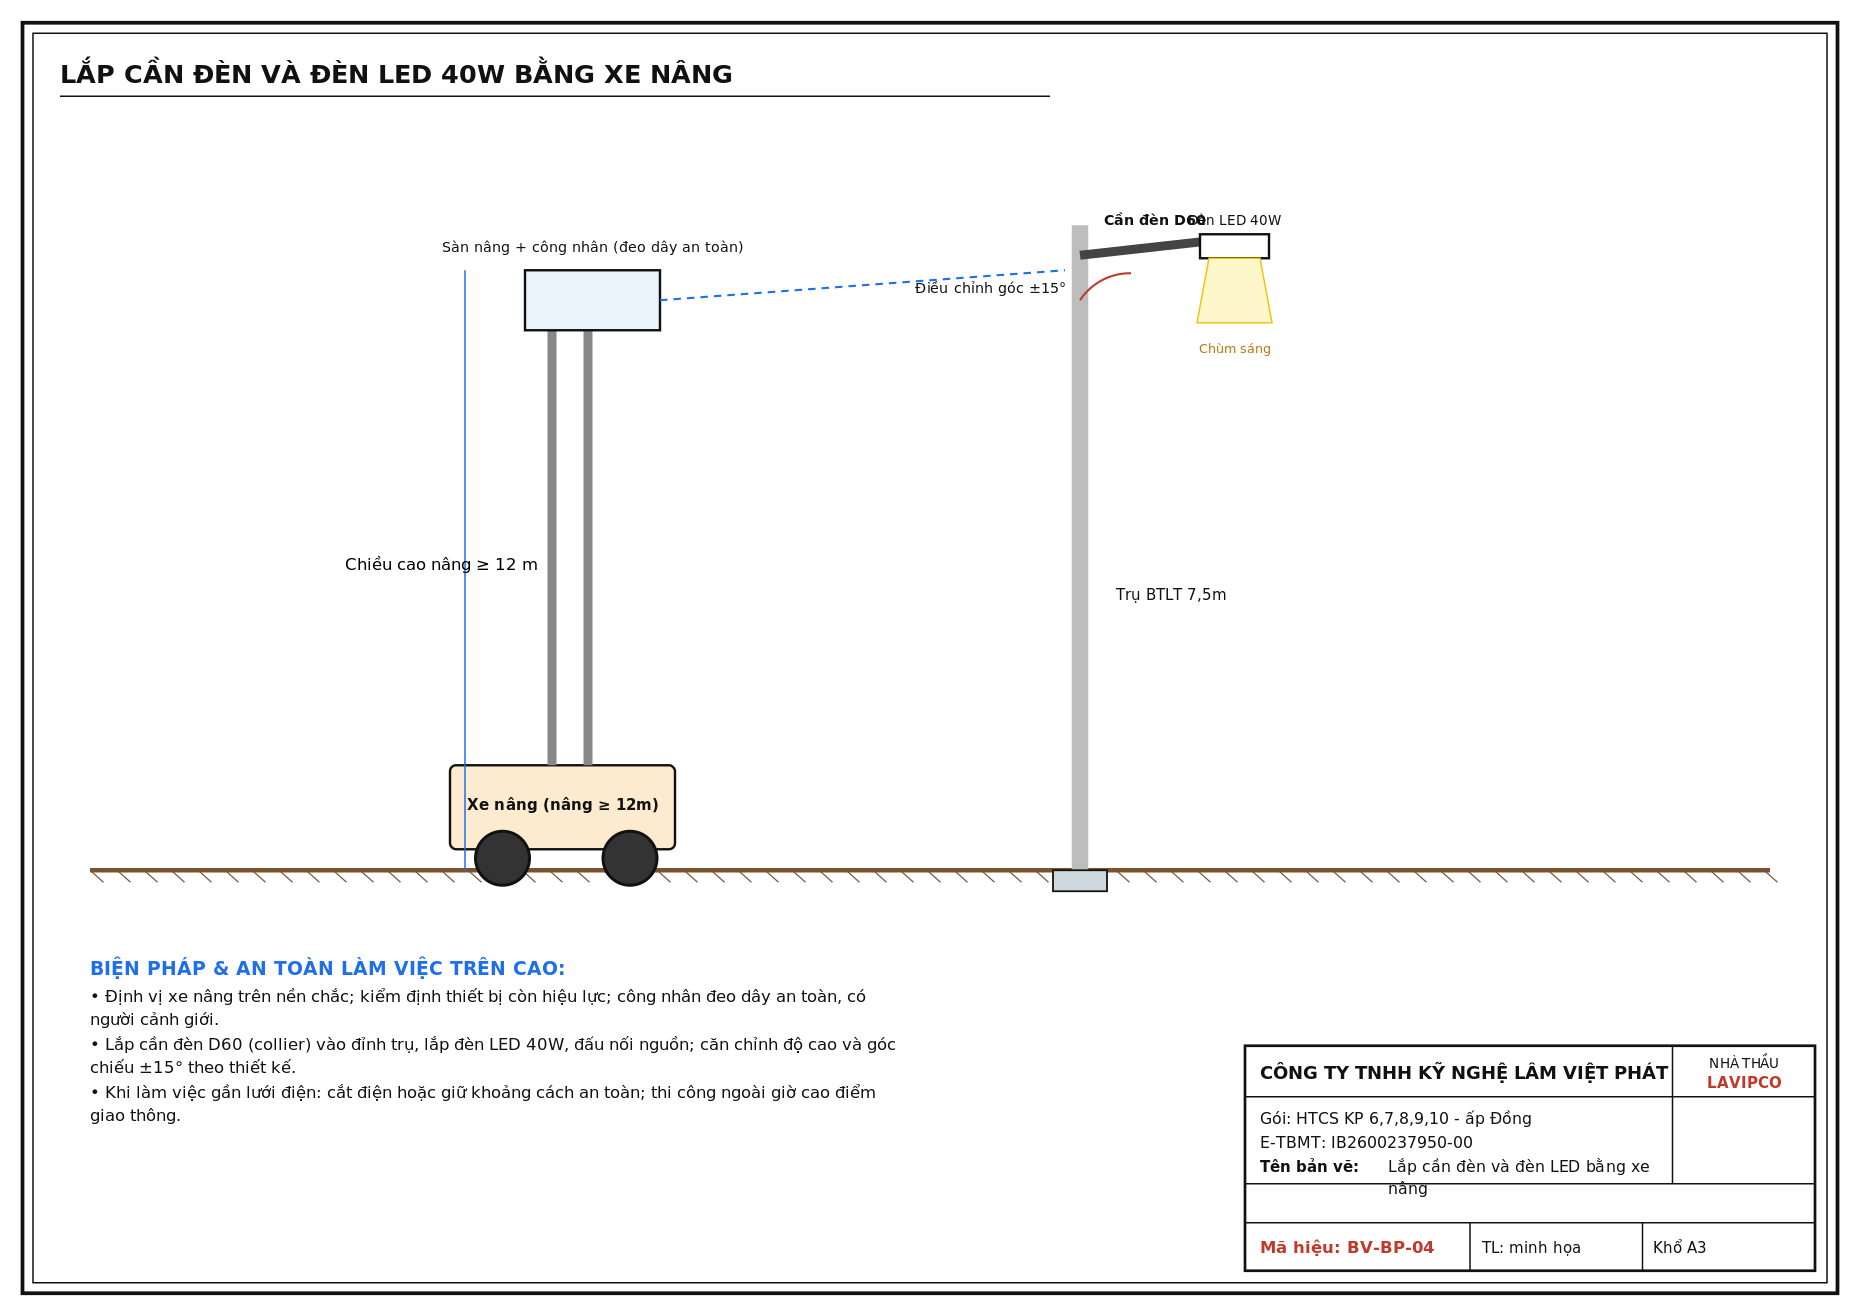 LẮP CẦN ĐÈN VÀ ĐÈN LED 40W BẰNG XE NÂNG
Cần đèn D60
Đèn LED 40W
Sàn nâng + công nhân (đeo dây an toàn)
Điều chỉnh góc ±15°
Chùm sáng
Chiều cao nâng ≥ 12 m
Trụ BTLT 7,5m
Xe nâng (nâng ≥ 12m)
BIỆN PHÁP & AN TOÀN LÀM VIỆC TRÊN CAO:
• Định vị xe nâng trên nền chắc; kiểm định thiết bị còn hiệu lực; công nhân đeo dây an toàn, có
người cảnh giới.
• Lắp cần đèn D60 (collier) vào đỉnh trụ, lắp đèn LED 40W, đấu nối nguồn; căn chỉnh độ cao và góc
chiếu ±15° theo thiết kế.
• Khi làm việc gần lưới điện: cắt điện hoặc giữ khoảng cách an toàn; thi công ngoài giờ cao điểm
giao thông.
CÔNG TY TNHH KỸ NGHỆ LÂM VIỆT PHÁT
NHÀ THẦU
LAVIPCO
Gói: HTCS KP 6,7,8,9,10 - ấp Đồng
E-TBMT: IB2600237950-00
Tên bản vẽ: Lắp cần đèn và đèn LED bằng xe
nâng
Mã hiệu: BV-BP-04
TL: minh họa
Khổ A3